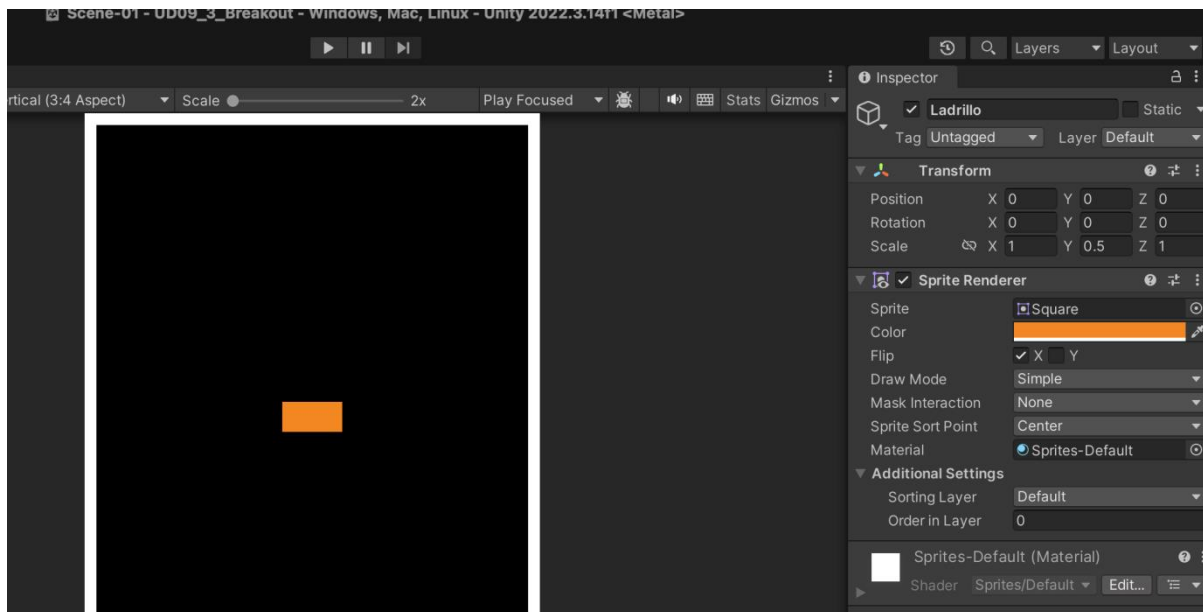 Scene-01 - UD09_3_Breakout - Windows, Mac, Linux - Unity 2022.3.14f1 <Metal>
Layers
Layout
rtical (3:4 Aspect)
Scale
2x
Play Focused
Stats
Gizmos
Inspector
Ladrillo
Static
Tag Untagged
Layer Default
Transform
Position X 0 Y 0 Z 0
Rotation X 0 Y 0 Z 0
Scale X 1 Y 0.5 Z 1
Sprite Renderer
Sprite Square
Color
Flip X Y
Draw Mode Simple
Mask Interaction None
Sprite Sort Point Center
Material Sprites-Default
Additional Settings
Sorting Layer Default
Order in Layer 0
Sprites-Default (Material)
Shader Sprites/Default Edit...